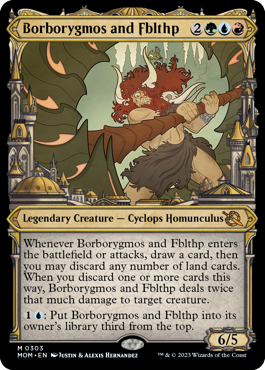 Borborygmos and Fblthp 2
Legendary Creature — Cyclops Homunculus
Whenever Borborygmos and Fblthp enters
the battlefield or attacks, draw a card, then
you may discard any number of land cards.
When you discard one or more cards this
way, Borborygmos and Fblthp deals twice
that much damage to target creature.
1 : Put Borborygmos and Fblthp into its
owner's library third from the top.
6/5
M 0303
MOM • EN JUSTIN & ALEXIS HERNANDEZ
™ & © 2023 Wizards of the Coast